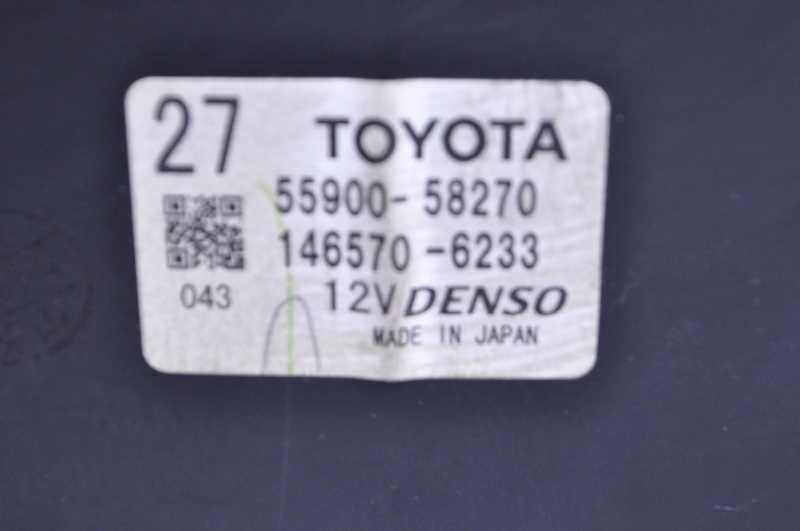 27 TOYOTA
55900-58270
146570-6233
043 12V DENSO
MADE IN JAPAN